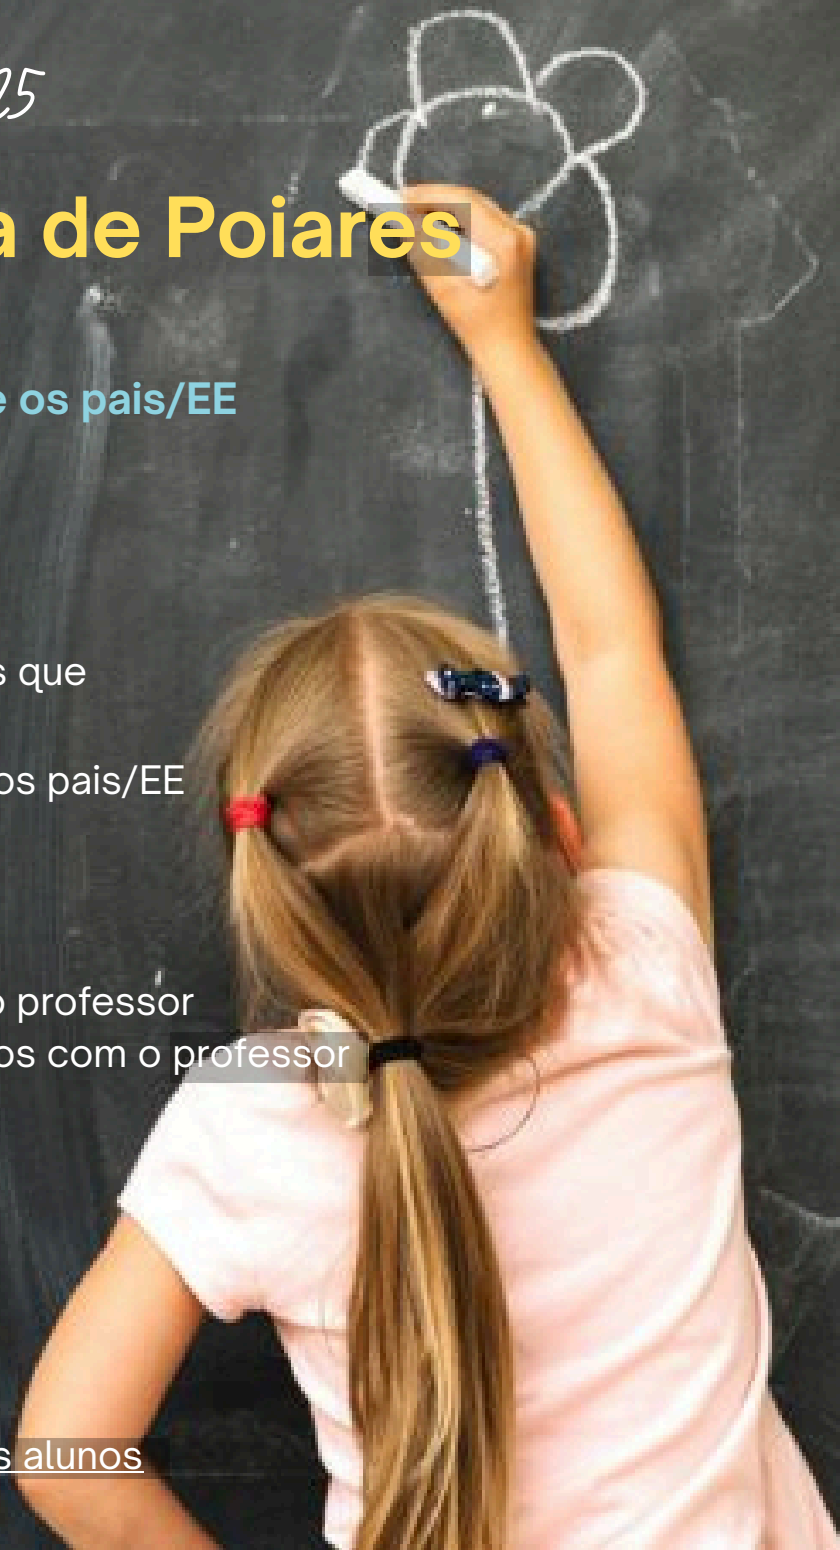 25
a de Poiares
e os pais/EE
s que
os pais/EE
o professor
os com o professor
s alunos